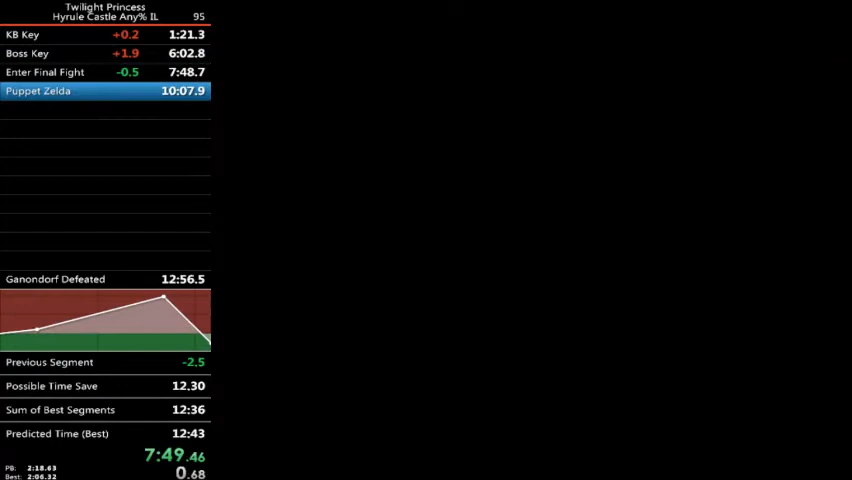 Twilight Princess
Hyrule Castle Any% IL 95
KB Key +0.2 1:21.3
Boss Key +1.9 6:02.8
Enter Final Fight -0.5 7:48.7
Puppet Zelda 10:07.9
Ganondorf Defeated 12:56.5
Previous Segment -2.5
Possible Time Save 12.30
Sum of Best Segments 12:36
Predicted Time (Best) 12:43
7:49.46
PB: 2:18.63
Best: 2:06.32
0.68